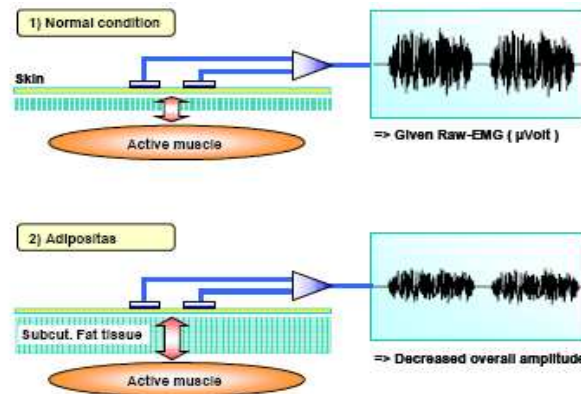 1) Normal condition
Skin
Active muscle
=> Given Raw-EMG ( µVolt )
2) Adipositas
Subcut. Fat tissue
Active muscle
=> Decreased overall amplitude